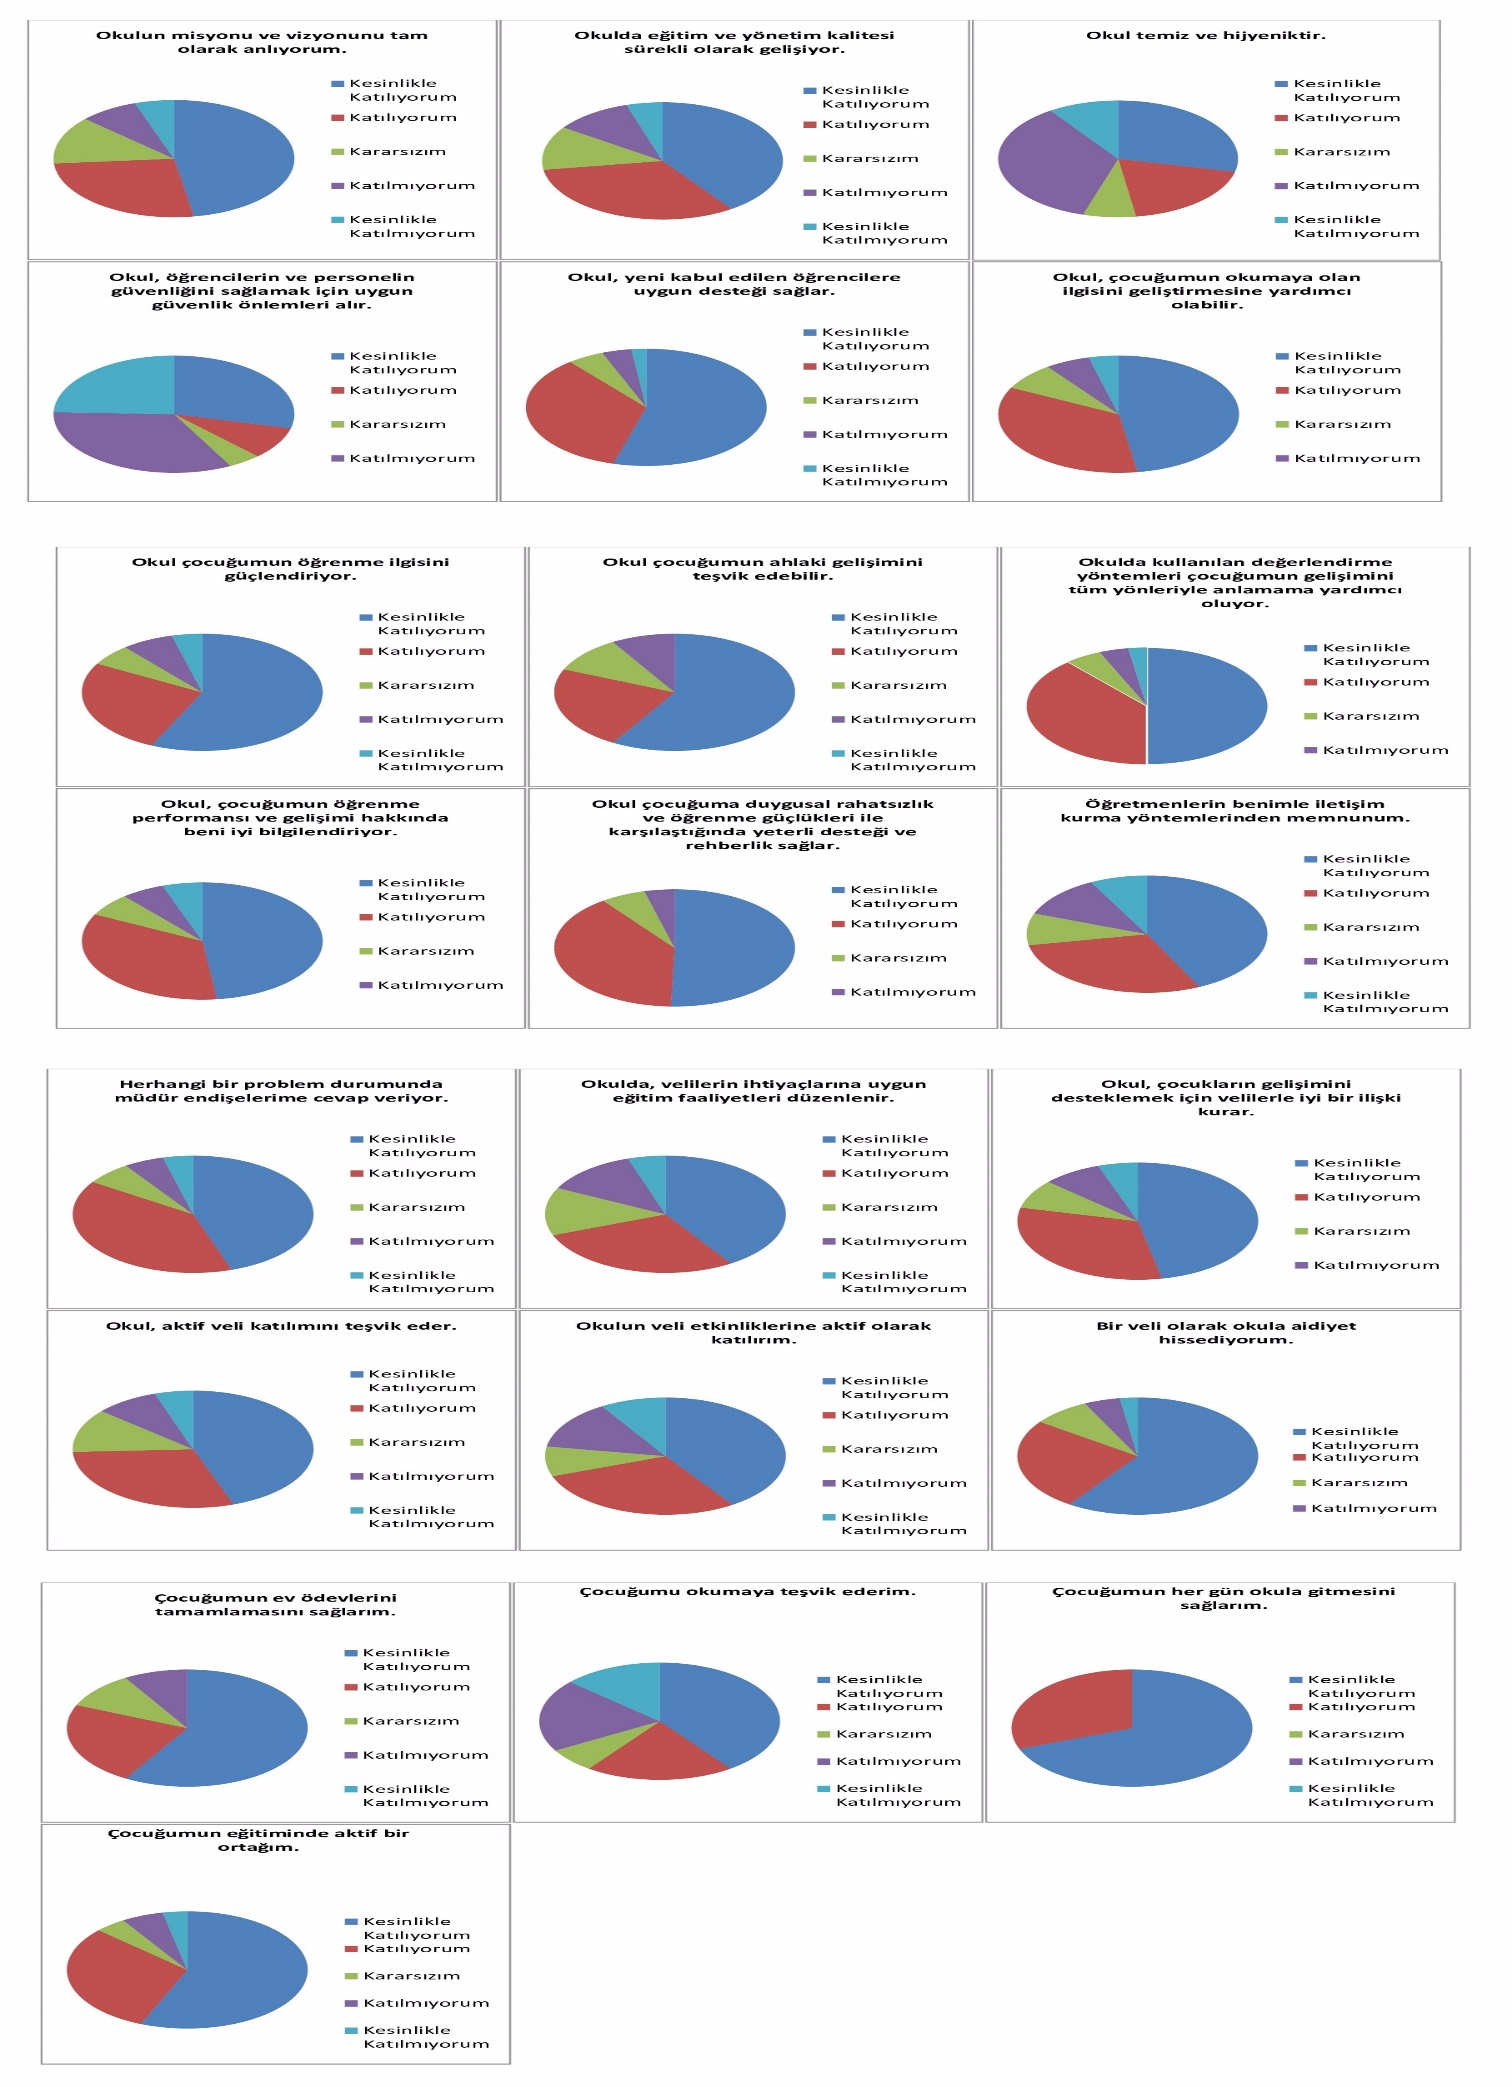 Okulun misyonu ve vizyonunu tam
olarak anlıyorum.
Kesinlikle
Katılıyorum
Katılıyorum
Kararsızım
Katılmıyorum
Kesinlikle
Katılmıyorum
Okulda eğitim ve yönetim kalitesi
sürekli olarak gelişiyor.
Kesinlikle
Katılıyorum
Katılıyorum
Kararsızım
Katılmıyorum
Kesinlikle
Katılmıyorum
Okul temiz ve hijyeniktir.
Kesinlikle
Katılıyorum
Katılıyorum
Kararsızım
Katılmıyorum
Kesinlikle
Katılmıyorum
Okul, öğrencilerin ve personelin
güvenliğini sağlamak için uygun
güvenlik önlemleri alır.
Kesinlikle
Katılıyorum
Katılıyorum
Kararsızım
Katılmıyorum
Okul, yeni kabul edilen öğrencilere
uygun desteği sağlar.
Kesinlikle
Katılıyorum
Katılıyorum
Kararsızım
Katılmıyorum
Kesinlikle
Katılmıyorum
Okul, çocuğumun okumaya olan
ilgisini geliştirmesine yardımcı
olabilir.
Kesinlikle
Katılıyorum
Katılıyorum
Kararsızım
Katılmıyorum
Okul çocuğumun öğrenme ilgisini
güçlendiriyor.
Kesinlikle
Katılıyorum
Katılıyorum
Kararsızım
Katılmıyorum
Kesinlikle
Katılmıyorum
Okul çocuğumun ahlaki gelişimini
teşvik edebilir.
Kesinlikle
Katılıyorum
Katılıyorum
Kararsızım
Katılmıyorum
Kesinlikle
Katılmıyorum
Okulda kullanılan değerlendirme
yöntemleri çocuğumun gelişimini
tüm yönleriyle anlamama yardımcı
oluyor.
Kesinlikle
Katılıyorum
Katılıyorum
Kararsızım
Katılmıyorum
Okul, çocuğumun öğrenme
performansı ve gelişimi hakkında
beni iyi bilgilendiriyor.
Kesinlikle
Katılıyorum
Katılıyorum
Kararsızım
Katılmıyorum
Okul çocuğuma duygusal rahatsızlık
ve öğrenme güçlükleri ile
karşılaştığında yeterli desteği ve
rehberlik sağlar.
Kesinlikle
Katılıyorum
Katılıyorum
Kararsızım
Katılmıyorum
Öğretmenlerin benimle iletişim
kurma yöntemlerinden memnunum.
Kesinlikle
Katılıyorum
Katılıyorum
Kararsızım
Katılmıyorum
Kesinlikle
Katılmıyorum
Herhangi bir problem durumunda
müdür endişelerime cevap veriyor.
Kesinlikle
Katılıyorum
Katılıyorum
Kararsızım
Katılmıyorum
Kesinlikle
Katılmıyorum
Okulda, velilerin ihtiyaçlarına uygun
eğitim faaliyetleri düzenlenir.
Kesinlikle
Katılıyorum
Katılıyorum
Kararsızım
Katılmıyorum
Kesinlikle
Katılmıyorum
Okul, çocukların gelişimini
desteklemek için velilerle iyi bir ilişki
kurar.
Kesinlikle
Katılıyorum
Katılıyorum
Kararsızım
Katılmıyorum
Okul, aktif veli katılımını teşvik eder.
Kesinlikle
Katılıyorum
Katılıyorum
Kararsızım
Katılmıyorum
Kesinlikle
Katılmıyorum
Okulun veli etkinliklerine aktif olarak
katılırım.
Kesinlikle
Katılıyorum
Katılıyorum
Kararsızım
Katılmıyorum
Kesinlikle
Katılmıyorum
Bir veli olarak okula aidiyet
hissediyorum.
Kesinlikle
Katılıyorum
Katılıyorum
Kararsızım
Katılmıyorum
Çocuğumun ev ödevlerini
tamamlamasını sağlarım.
Kesinlikle
Katılıyorum
Katılıyorum
Kararsızım
Katılmıyorum
Kesinlikle
Katılmıyorum
Çocuğumu okumaya teşvik ederim.
Kesinlikle
Katılıyorum
Katılıyorum
Kararsızım
Katılmıyorum
Kesinlikle
Katılmıyorum
Çocuğumun her gün okula gitmesini
sağlarım.
Kesinlikle
Katılıyorum
Katılıyorum
Kararsızım
Katılmıyorum
Kesinlikle
Katılmıyorum
Çocuğumun eğitiminde aktif bir
ortağım.
Kesinlikle
Katılıyorum
Katılıyorum
Kararsızım
Katılmıyorum
Kesinlikle
Katılmıyorum